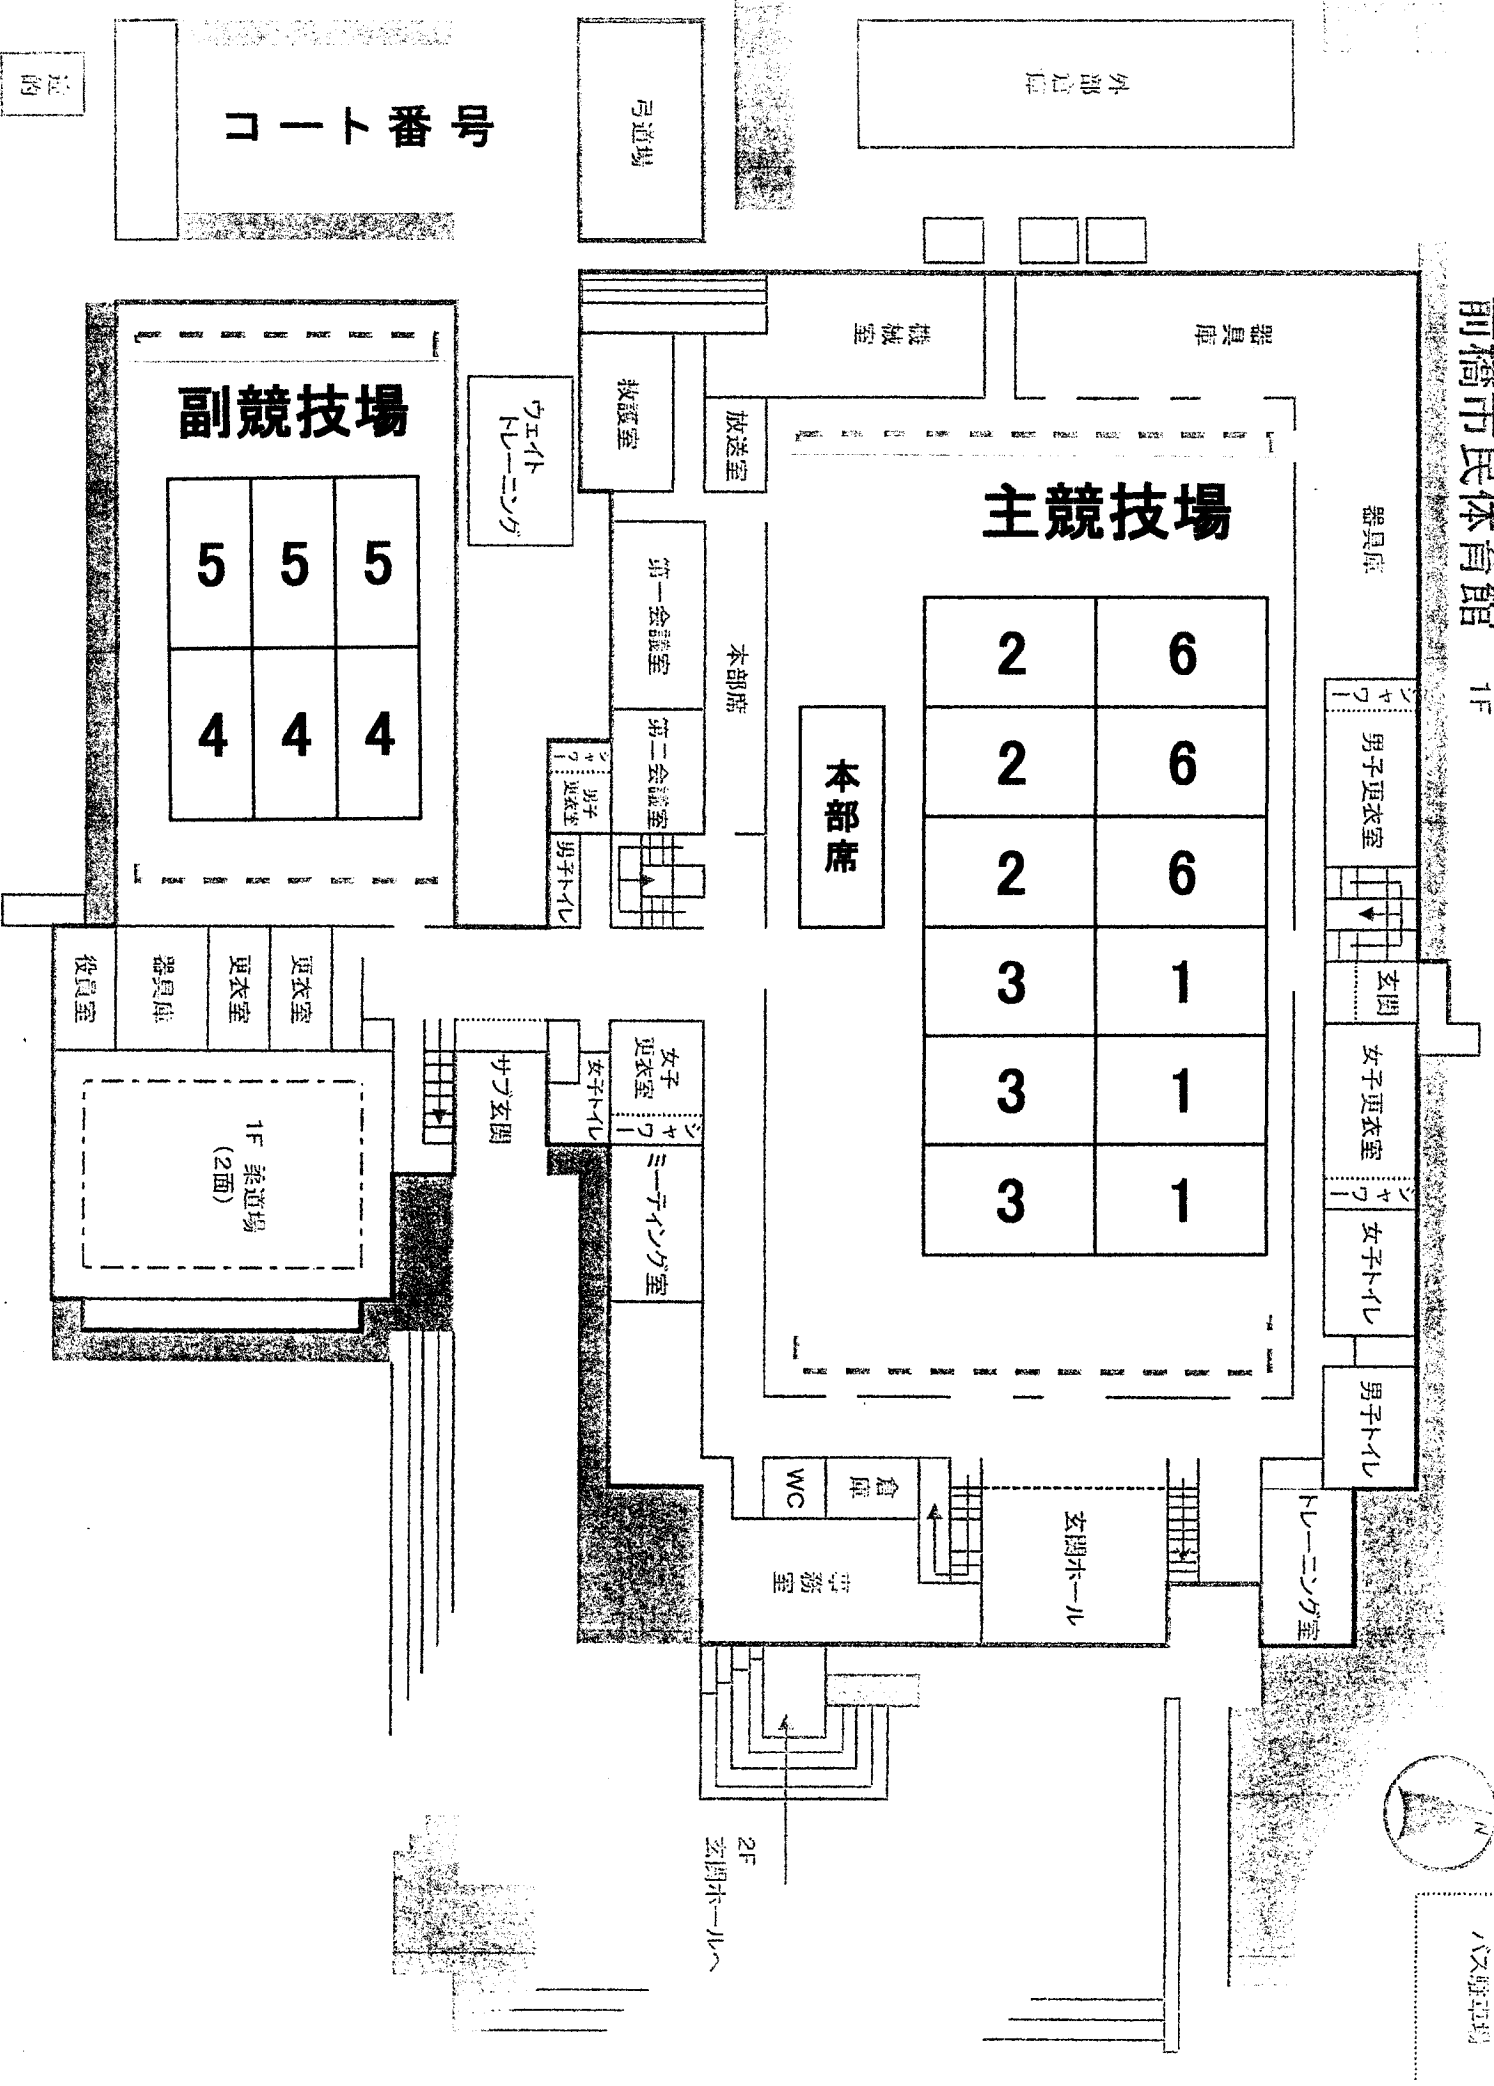 前橋市民体育館 1F
コート番号
遠的
弓道場
機械室
器具庫
器具庫
副競技場
5 5 5
4 4 4
ウェイト
トレーニング
救護室
放送室
主競技場
2 6
2 6
2 6
3 1
3 1
3 1
本部席
本部席
第一会議室
第二会議室
シャワー
男子
更衣室
男子トイレ
シャワー
男子更衣室
玄関
女子更衣室
シャワー
女子トイレ
男子トイレ
トレーニング室
役員室
器具庫
更衣室
更衣室
1F 柔道場
(2面)
サブ玄関
女子トイレ
女子
更衣室
シャワー
ミーティング室
WC
倉庫
玄関ホール
2F
玄関ホールへ
N
バス駐車場